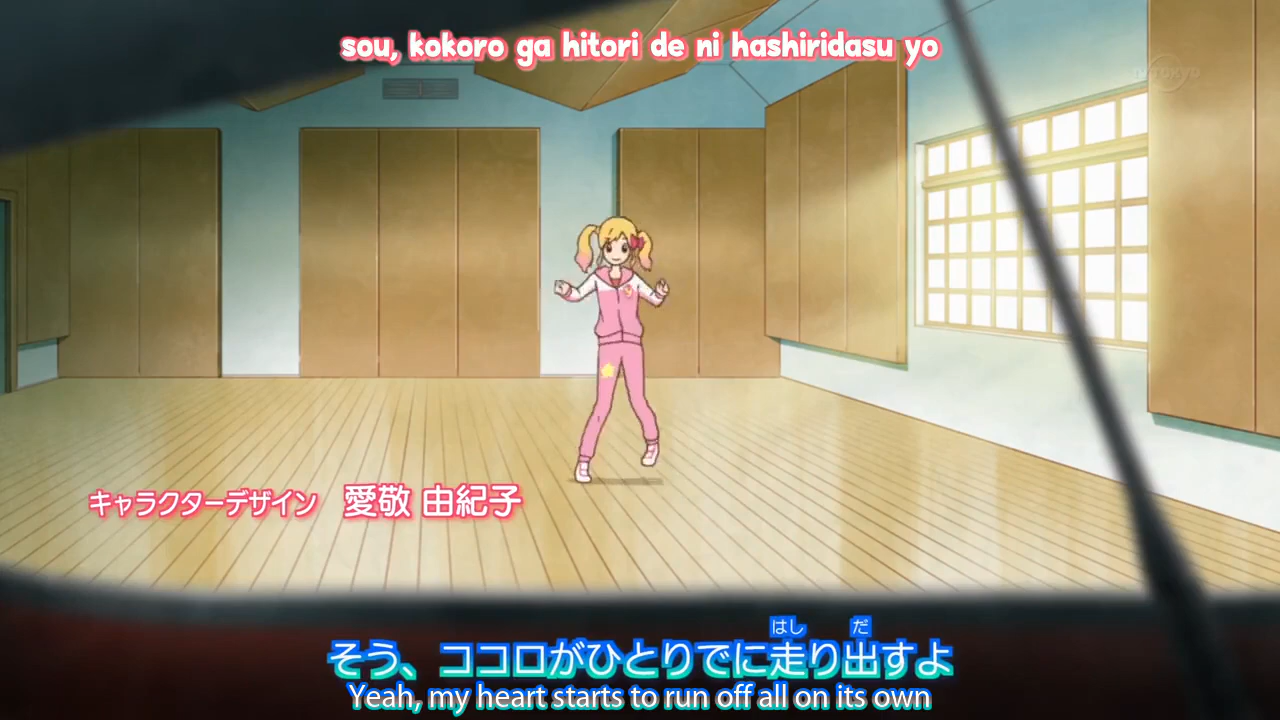 sou, kokoro ga hitori de ni hashiridasu yo
TV TOKYO
キャラクターデザイン 愛敬 由紀子
はし だ
そう、ココロがひとりでに走り出すよ
Yeah, my heart starts to run off all on its own